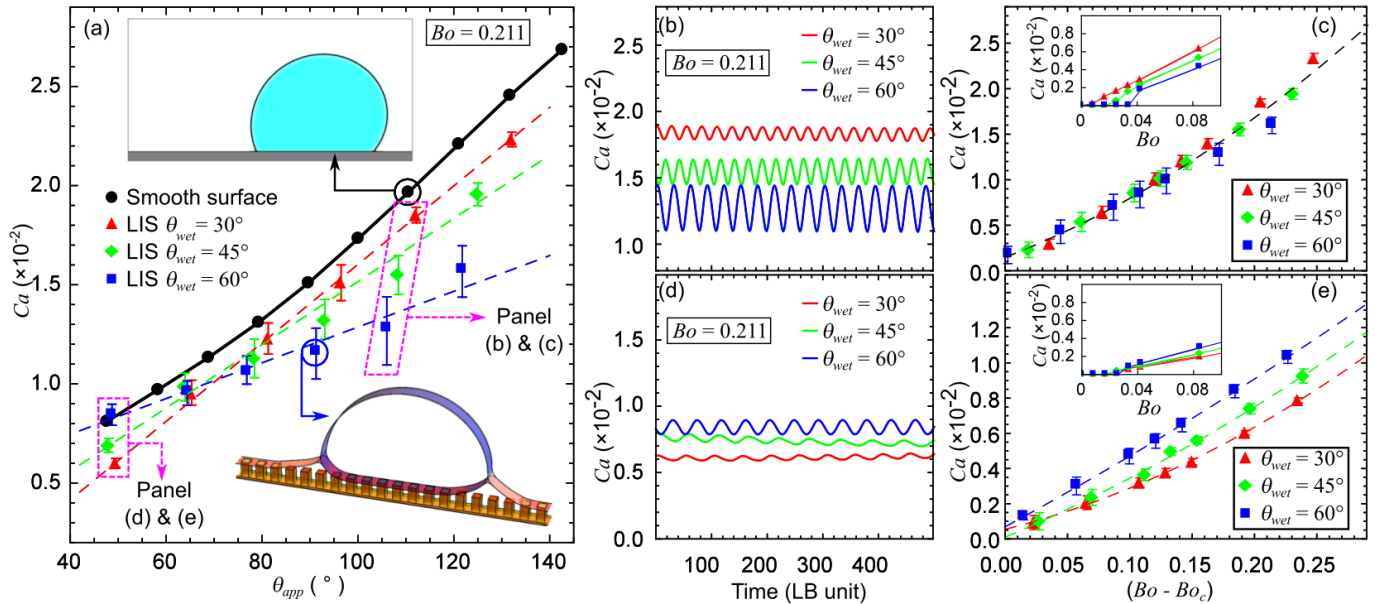 (a)
Bo = 0.211
Smooth surface
LIS θwet = 30°
LIS θwet = 45°
LIS θwet = 60°
Panel
(b) & (c)
Panel
(d) & (e)
Ca (×10⁻²)
2.5
2.0
1.5
1.0
0.5
40 60 80 100 120 140
θapp ( ° )
(b)
Bo = 0.211
θwet = 30°
θwet = 45°
θwet = 60°
Ca (×10⁻²)
2.5
2.0
1.5
1.0
(c)
Ca (×10⁻²)
0.8
0.6
0.4
0.2
0 0.04 0.08
Bo
θwet = 30°
θwet = 45°
θwet = 60°
Ca (×10⁻²)
2.5
2.0
1.5
1.0
0.5
0.0
(d)
Bo = 0.211
θwet = 30°
θwet = 45°
θwet = 60°
Ca (×10⁻²)
1.0
0.5
0.0
100 200 300 400
Time (LB unit)
(e)
Ca (×10⁻²)
0.8
0.6
0.4
0.2
0 0.04 0.08
Bo
θwet = 30°
θwet = 45°
θwet = 60°
Ca (×10⁻²)
1.4
1.2
1.0
0.8
0.6
0.4
0.2
0.0
0.00 0.05 0.10 0.15 0.20 0.25
(Bo - Boc)